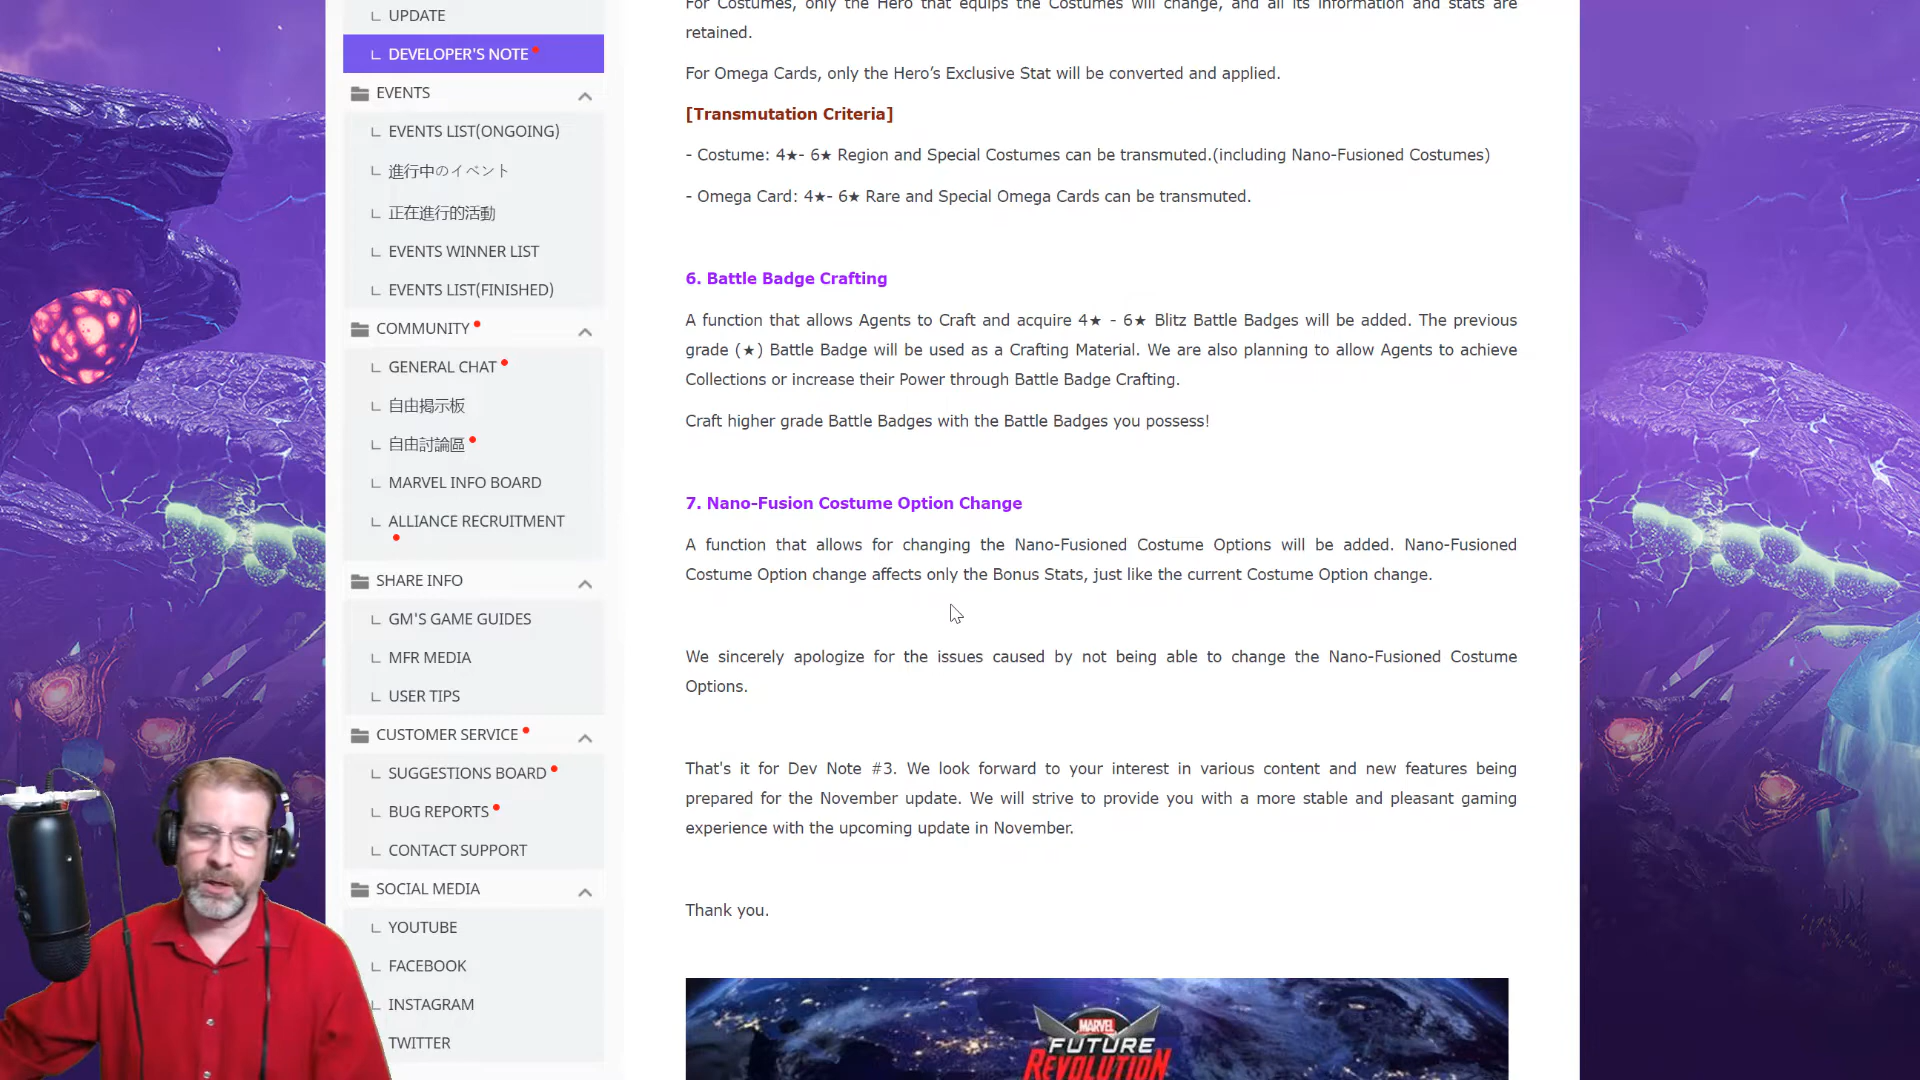 UPDATE
DEVELOPER'S NOTE
EVENTS
EVENTS LIST(ONGOING)
進行中のイベント
正在進行的活動
EVENTS WINNER LIST
EVENTS LIST(FINISHED)
COMMUNITY
GENERAL CHAT
自由掲示板
自由討論區
MARVEL INFO BOARD
ALLIANCE RECRUITMENT
SHARE INFO
GM'S GAME GUIDES
MFR MEDIA
USER TIPS
CUSTOMER SERVICE
SUGGESTIONS BOARD
BUG REPORTS
CONTACT SUPPORT
SOCIAL MEDIA
YOUTUBE
FACEBOOK
INSTAGRAM
TWITTER
For Costumes, only the Hero that equips the Costumes will change, and all its information and stats are
retained.
For Omega Cards, only the Hero’s Exclusive Stat will be converted and applied.
[Transmutation Criteria]
- Costume: 4★- 6★ Region and Special Costumes can be transmuted.(including Nano-Fusioned Costumes)
- Omega Card: 4★- 6★ Rare and Special Omega Cards can be transmuted.
6. Battle Badge Crafting
A function that allows Agents to Craft and acquire 4★ - 6★ Blitz Battle Badges will be added. The previous
grade (★) Battle Badge will be used as a Crafting Material. We are also planning to allow Agents to achieve
Collections or increase their Power through Battle Badge Crafting.
Craft higher grade Battle Badges with the Battle Badges you possess!
7. Nano-Fusion Costume Option Change
A function that allows for changing the Nano-Fusioned Costume Options will be added. Nano-Fusioned
Costume Option change affects only the Bonus Stats, just like the current Costume Option change.
We sincerely apologize for the issues caused by not being able to change the Nano-Fusioned Costume
Options.
That's it for Dev Note #3. We look forward to your interest in various content and new features being
prepared for the November update. We will strive to provide you with a more stable and pleasant gaming
experience with the upcoming update in November.
Thank you.
MARVEL
FUTURE
REVOLUTION